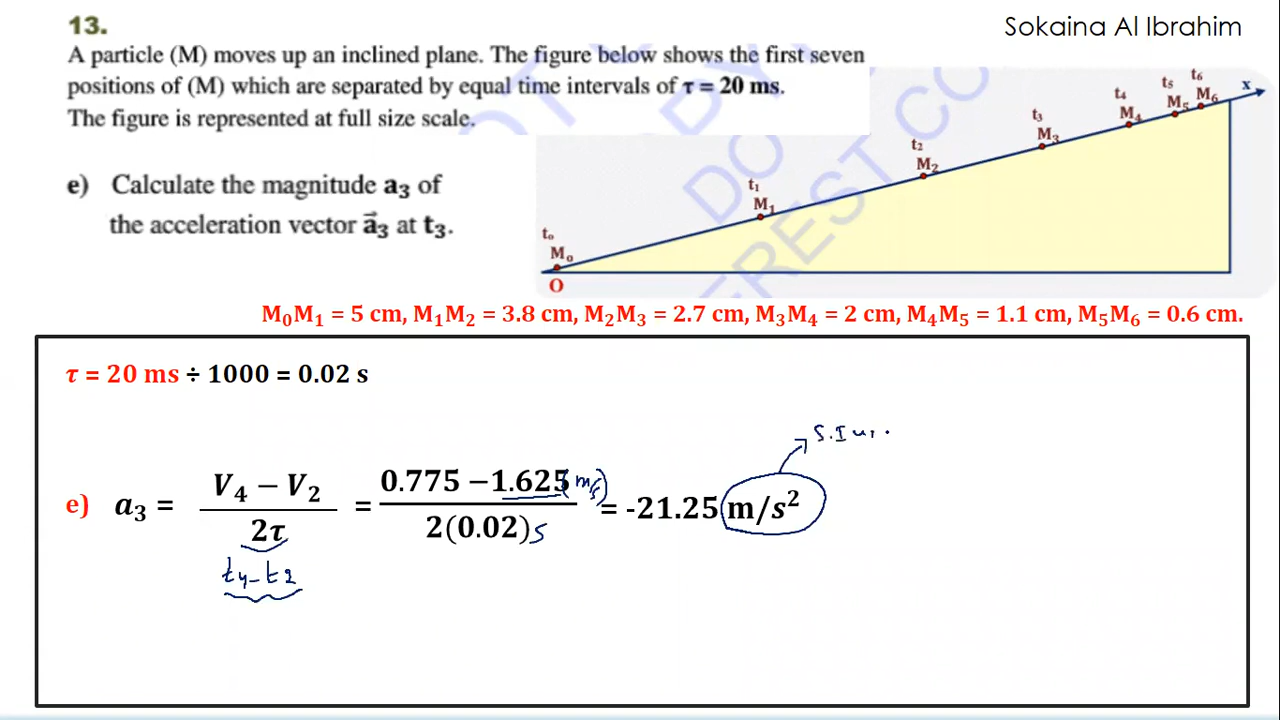 13.
Sokaina Al Ibrahim
A particle (M) moves up an inclined plane. The figure below shows the first seven
positions of (M) which are separated by equal time intervals of τ = 20 ms.
The figure is represented at full size scale.
e) Calculate the magnitude a₃ of
the acceleration vector a⃗₃ at t₃.
t₀
M₀
O
t₁
M₁
t₂
M₂
t₃
M₃
t₄
M₄
t₅
M₅
t₆
M₆
x
DO
EREST CO
M₀M₁ = 5 cm, M₁M₂ = 3.8 cm, M₂M₃ = 2.7 cm, M₃M₄ = 2 cm, M₄M₅ = 1.1 cm, M₅M₆ = 0.6 cm.
τ = 20 ms ÷ 1000 = 0.02 s
S.I
e) a₃ = (V₄ − V₂)/(2τ) = (0.775 − 1.625 (m/s))/(2(0.02) s) = -21.25 m/s²
t₄ - t₂